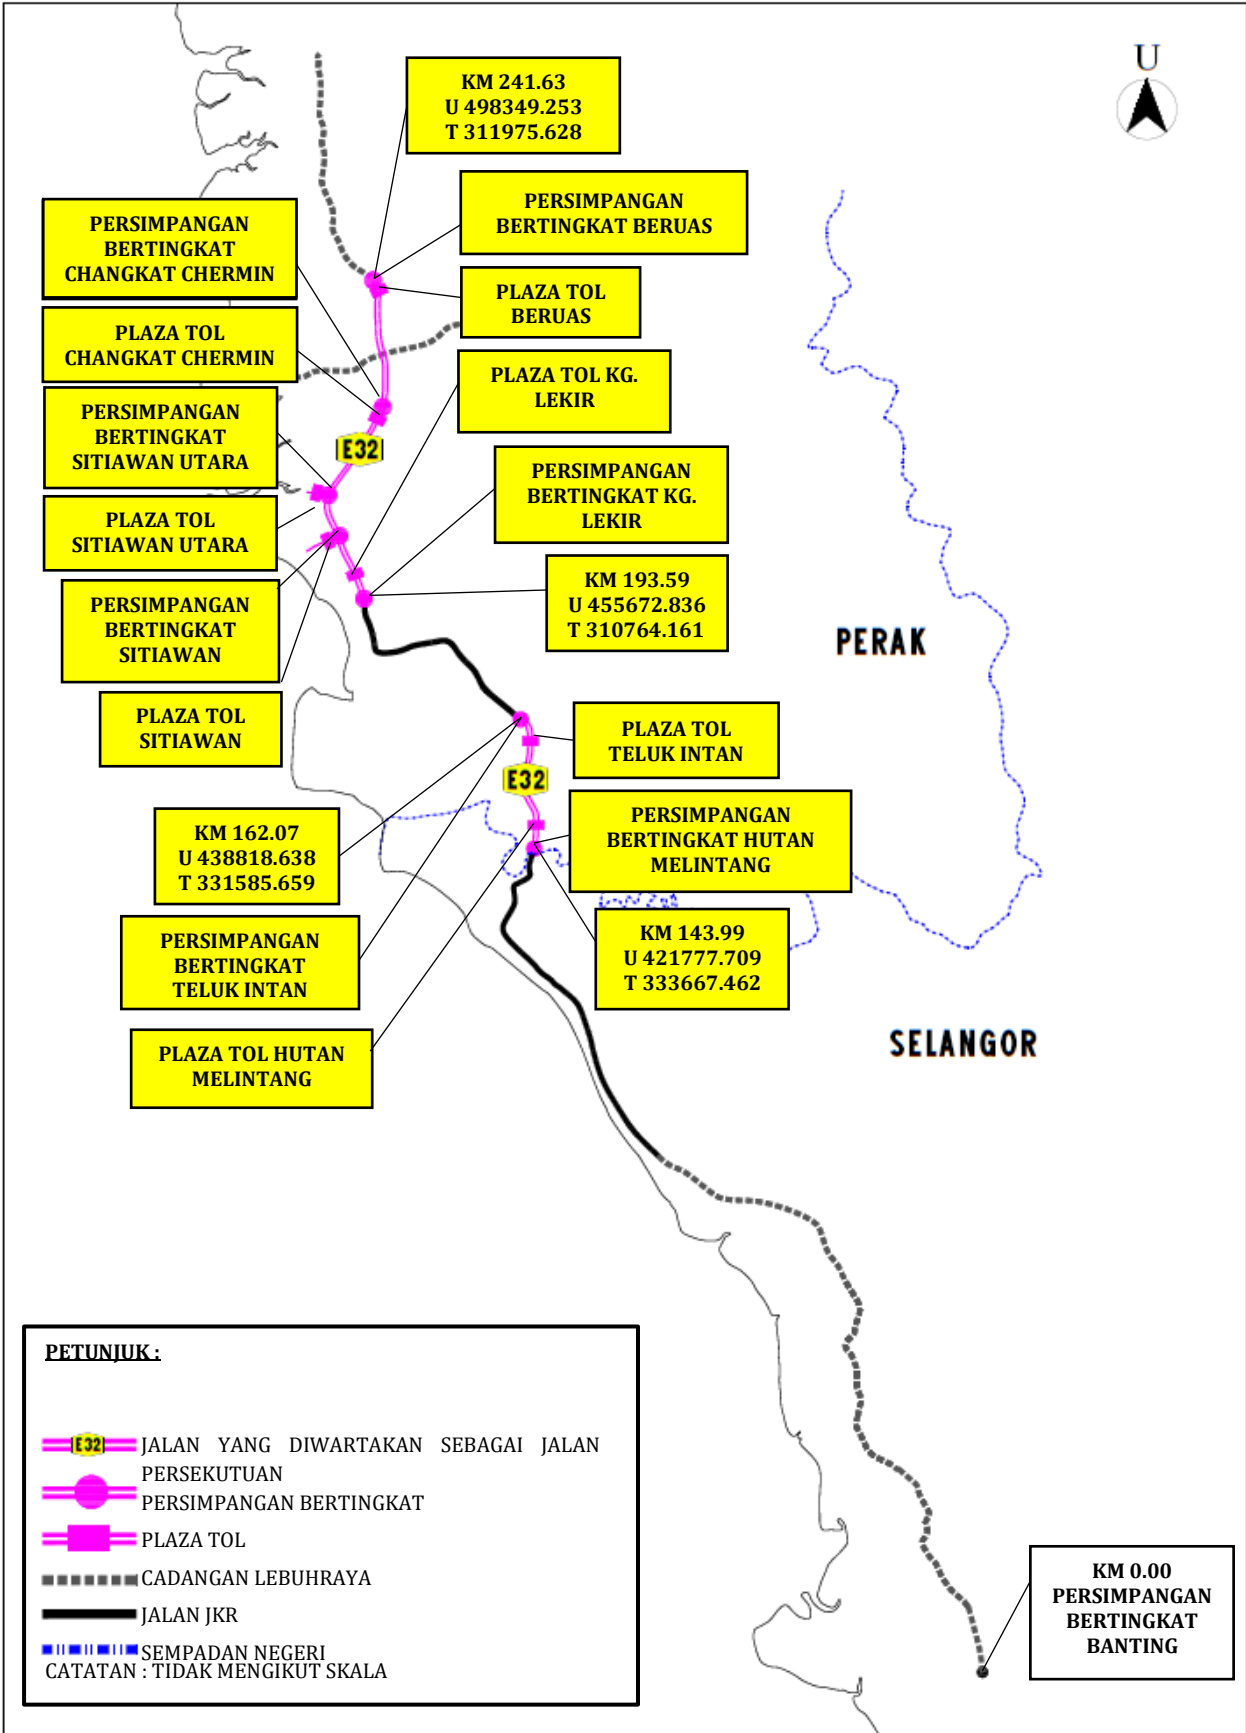 U
KM 241.63
U 498349.253
T 311975.628
PERSIMPANGAN
BERTINGKAT BERUAS
PERSIMPANGAN
BERTINGKAT
CHANGKAT CHERMIN
PLAZA TOL
BERUAS
PLAZA TOL
CHANGKAT CHERMIN
PLAZA TOL KG.
LEKIR
PERSIMPANGAN
BERTINGKAT
SITIAWAN UTARA
E32
PERSIMPANGAN
BERTINGKAT KG.
LEKIR
PLAZA TOL
SITIAWAN UTARA
KM 193.59
U 455672.836
T 310764.161
PERSIMPANGAN
BERTINGKAT
SITIAWAN
PERAK
PLAZA TOL
SITIAWAN
PLAZA TOL
TELUK INTAN
E32
KM 162.07
U 438818.638
T 331585.659
PERSIMPANGAN
BERTINGKAT HUTAN
MELINTANG
PERSIMPANGAN
BERTINGKAT
TELUK INTAN
KM 143.99
U 421777.709
T 333667.462
PLAZA TOL HUTAN
MELINTANG
SELANGOR
PETUNJUK :
E32
JALAN YANG DIWARTAKAN SEBAGAI JALAN
PERSEKUTUAN
PERSIMPANGAN BERTINGKAT
PLAZA TOL
CADANGAN LEBUHRAYA
JALAN JKR
SEMPADAN NEGERI
CATATAN : TIDAK MENGIKUT SKALA
KM 0.00
PERSIMPANGAN
BERTINGKAT
BANTING